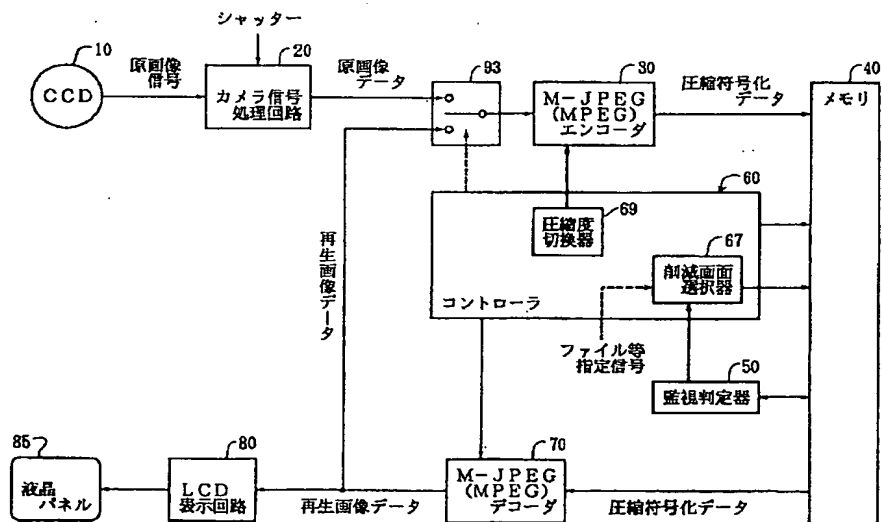 シャッター
10
20
93
30
40
原画像
信号
原画像
データ
圧縮符号化
データ
CCD
カメラ信号
処理回路
M-JPEG
(MPEG)
エンコーダ
メモリ
60
69
圧縮度
切換器
67
削減画面
選択器
再生画像データ
コントローラ
ファイル等
指定信号
50
監視判定器
85
80
70
液晶
パネル
LCD
表示回路
再生画像データ
M-JPEG
(MPEG)
デコーダ
圧縮符号化データ